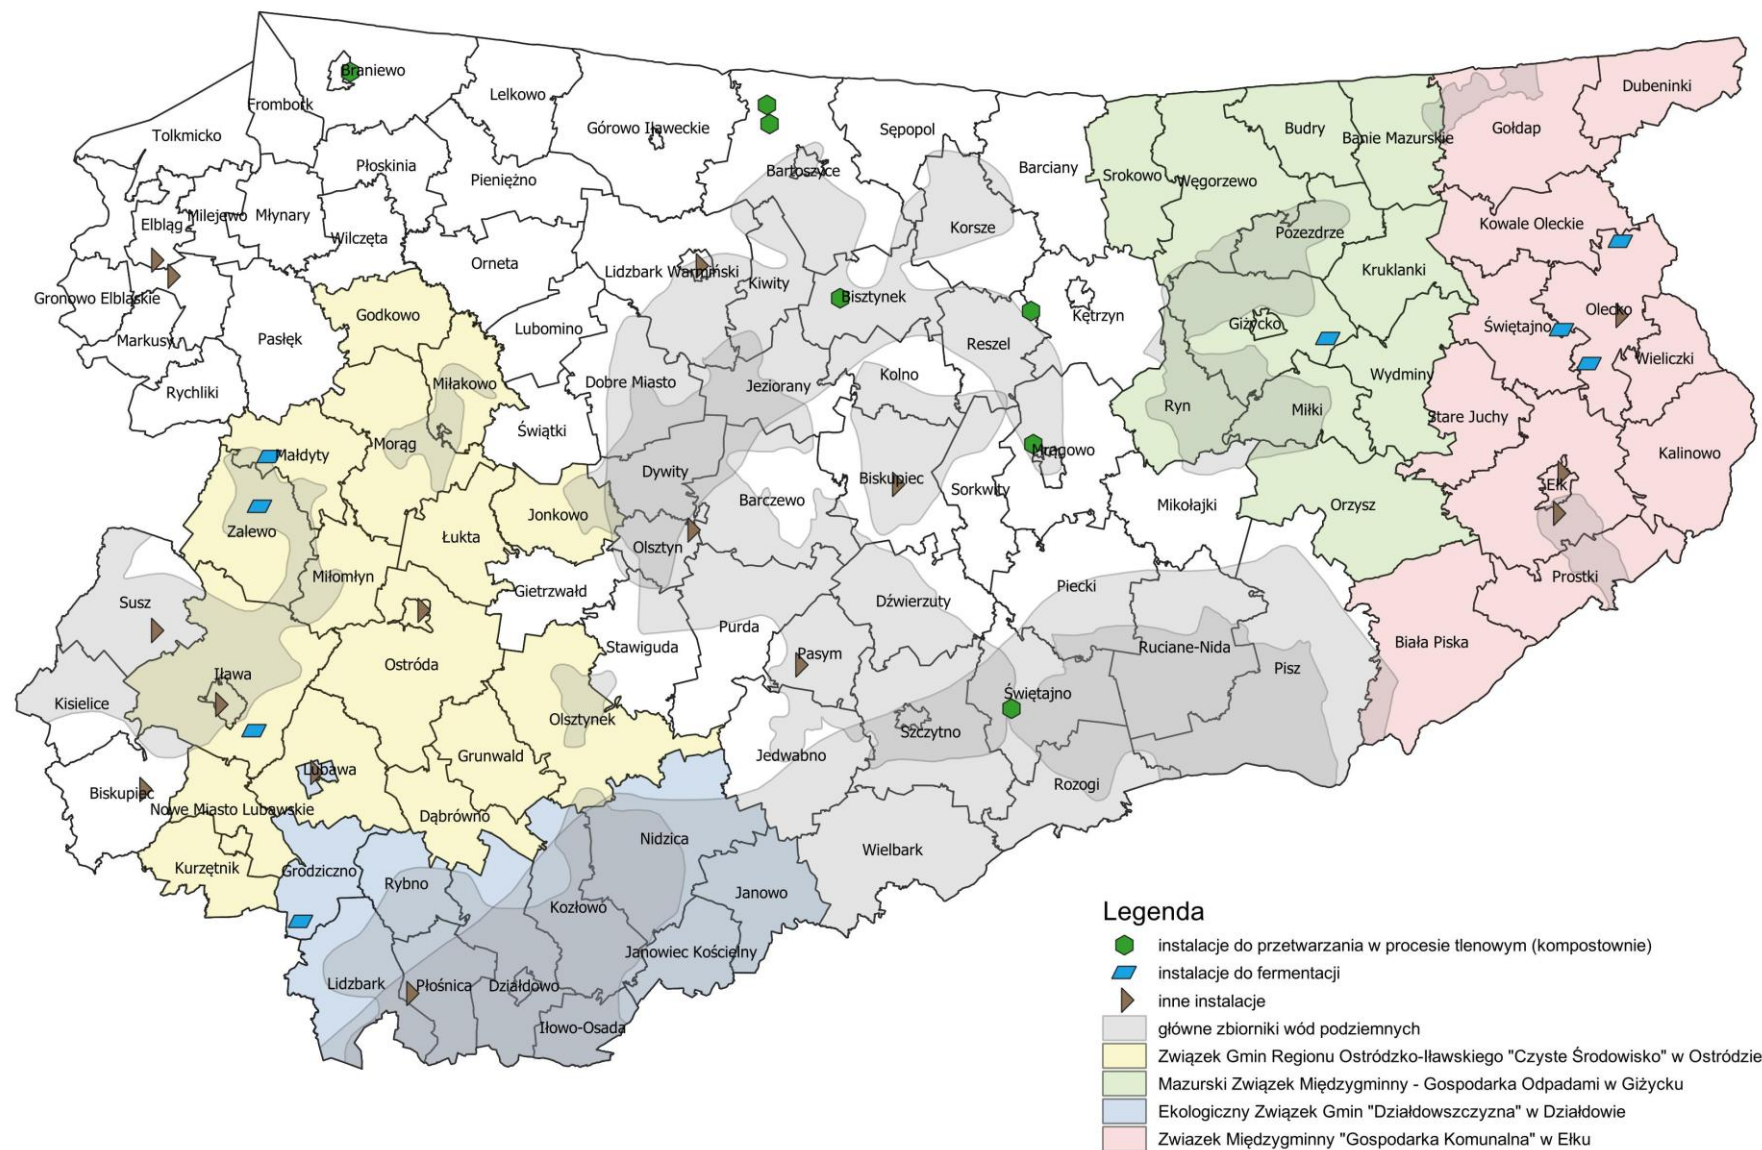 Braniewo
Frombork
Lelkowo
Tolkmicko
Górowo Iławeckie
Sępopol
Dubeninki
Gołdap
Budry
Banie Mazurskie
Płoskinia
Pieniężno
Bartoszyce
Barciany
Srokowo
Węgorzewo
Elbląg
Milejewo
Młynary
Wilczęta
Korsze
Pozezdrze
Kowale Oleckie
Orneta
Lidzbark Warmiński
Kiwity
Kruklanki
Gronowo Elbląskie
Bisztynek
Godkowo
Kętrzyn
Olecko
Markusy
Pasłęk
Lubomino
Giżycko
Świętajno
Reszel
Wieliczki
Rychliki
Miłakowo
Dobre Miasto
Jeziorany
Kolno
Wydminy
Ryn
Miłki
Stare Juchy
Świątki
Morąg
Małdyty
Mrągowo
Kalinowo
Dywity
Biskupiec
Barczewo
Sorkwity
Ełk
Mikołajki
Orzysz
Jonkowo
Zalewo
Łukta
Olsztyn
Miłomłyn
Gietrzwałd
Piecki
Prostki
Susz
Dźwierzuty
Purda
Stawiguda
Pasym
Ruciane-Nida
Biała Piska
Ostróda
Pisz
Iława
Świętajno
Kisielice
Olsztynek
Szczytno
Grunwald
Jedwabno
Lubawa
Rozogi
Biskupiec
Nowe Miasto Lubawskie
Dąbrówno
Nidzica
Wielbark
Kurzętnik
Grodziczno
Rybno
Janowo
Kozłowo
Janowiec Kościelny
Lidzbark
Płośnica
Działdowo
Iłowo-Osada
Legenda
instalacje do przetwarzania w procesie tlenowym (kompostownie)
instalacje do fermentacji
inne instalacje
główne zbiorniki wód podziemnych
Związek Gmin Regionu Ostródzko-Iławskiego "Czyste Środowisko" w Ostródzie
Mazurski Związek Międzygminny - Gospodarka Odpadami w Giżycku
Ekologiczny Związek Gmin "Działdowszczyzna" w Działdowie
Zwiazek Międzygminny "Gospodarka Komunalna" w Ełku